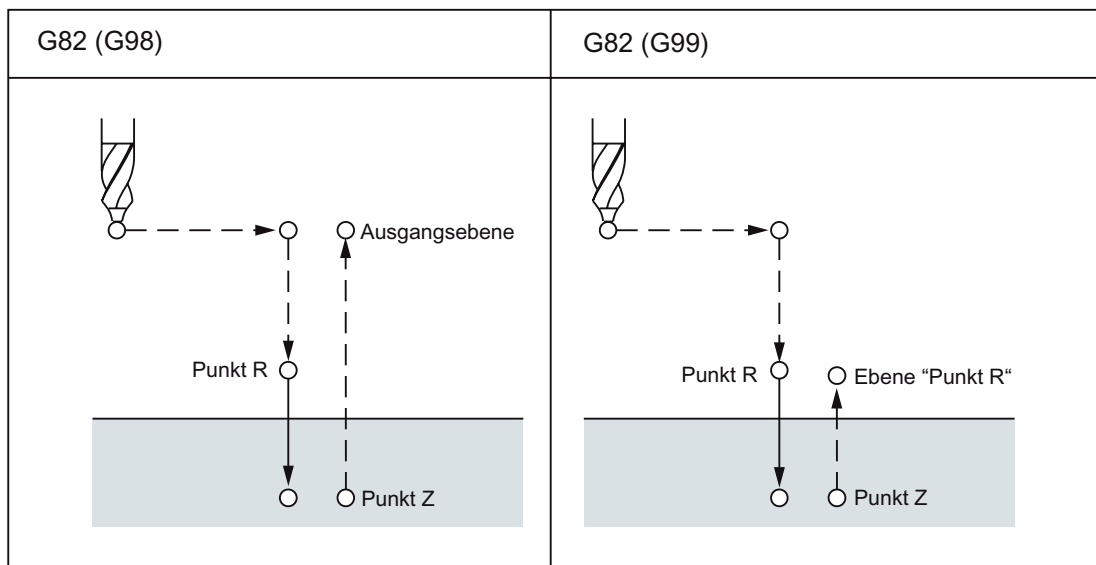 G82 (G98)
G82 (G99)
Ausgangsebene
Punkt R
Punkt Z
Punkt R
Ebene “Punkt R“
Punkt Z